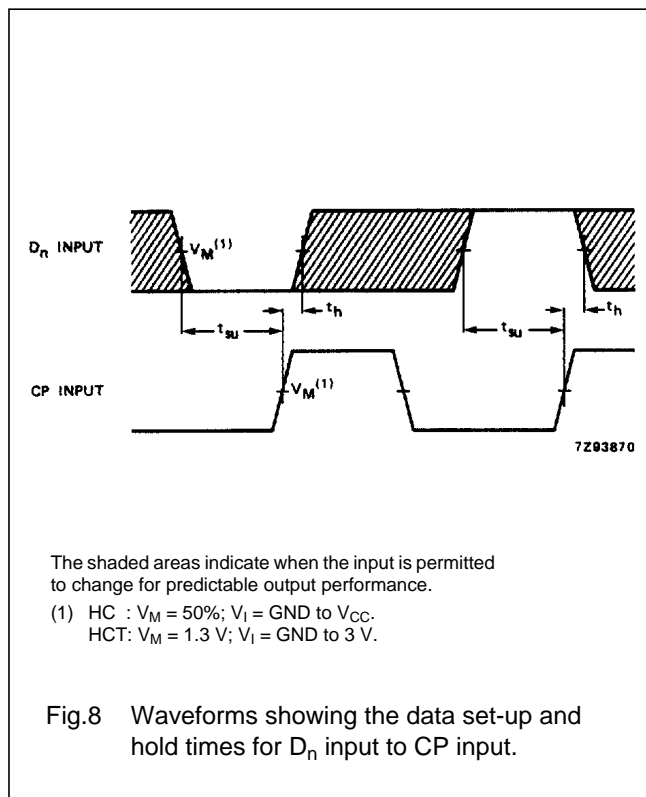 Dn INPUT
VM(1)
th
tsu
tsu
th
CP INPUT
VM(1)
7Z93870
The shaded areas indicate when the input is permitted
to change for predictable output performance.
(1) HC : VM = 50%; VI = GND to VCC.
HCT: VM = 1.3 V; VI = GND to 3 V.
Fig.8 Waveforms showing the data set-up and
hold times for Dn input to CP input.